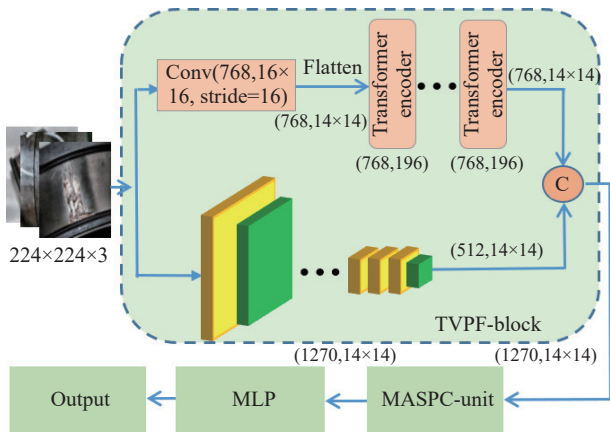 Conv(768,16×
16, stride=16)
Flatten
(768,14×14)
Transformer
encoder
(768,196)
Transformer
encoder
(768,196)
(768,14×14)
C
224×224×3
(512,14×14)
TVPF-block
(1270,14×14)
(1270,14×14)
Output
MLP
MASPC-unit